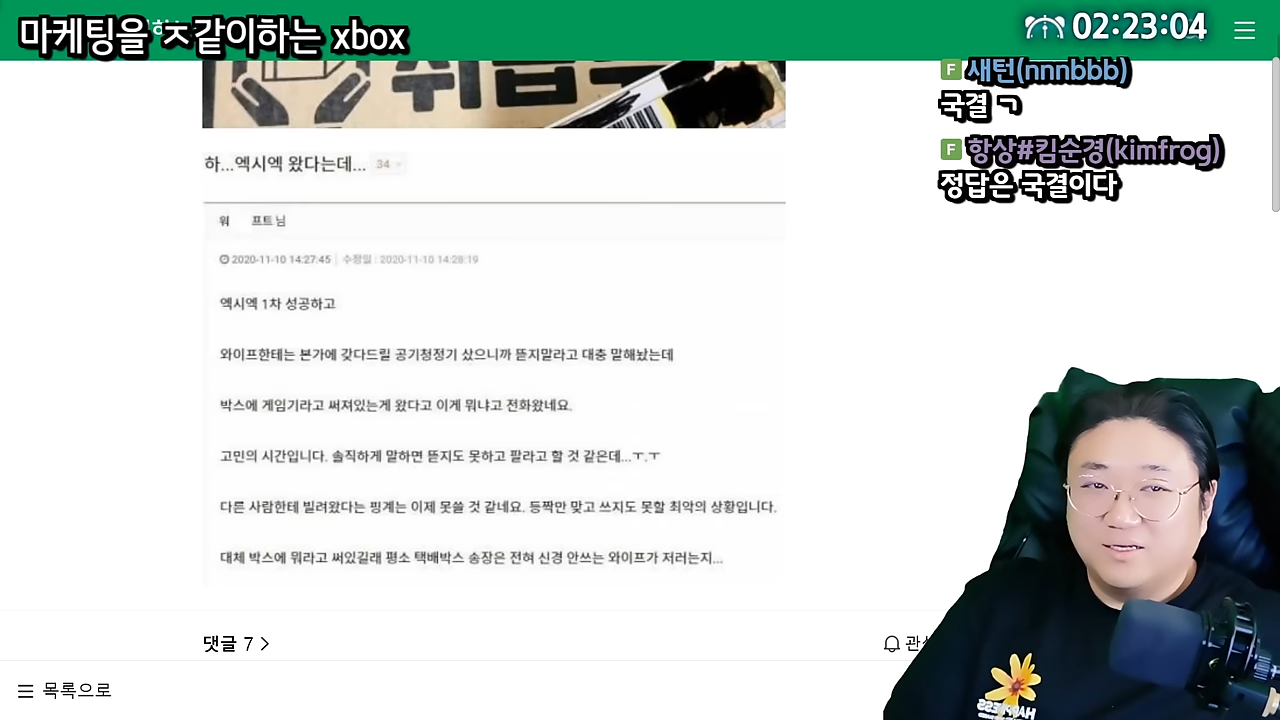 마케팅을 ㅈ같이하는 xbox
02:23:04
새턴(nnnbbb)
국결 ㄱ
항상#킴순경(kimfrog)
정답은 국결이다
취급주
하...엑시엑 왔다는데... 34
워 프트님
2020-11-10 14:27:45 수정일 : 2020-11-10 14:28:19
엑시엑 1차 성공하고
와이프한테는 본가에 갖다드릴 공기청정기 샀으니까 뜯지말라고 대충 말해놨는데
박스에 게임기라고 써져있는게 왔다고 이게 뭐냐고 전화왔네요.
고민의 시간입니다. 솔직하게 말하면 뜯지도 못하고 팔라고 할 것 같은데...ㅜ.ㅜ
다른 사람한테 빌려왔다는 핑계는 이제 못쓸 것 같네요. 등짝만 맞고 쓰지도 못할 최악의 상황입니다.
대체 박스에 뭐라고 써있길래 평소 택배박스 송장은 전혀 신경 안쓰는 와이프가 저러는지...
댓글 7
목록으로